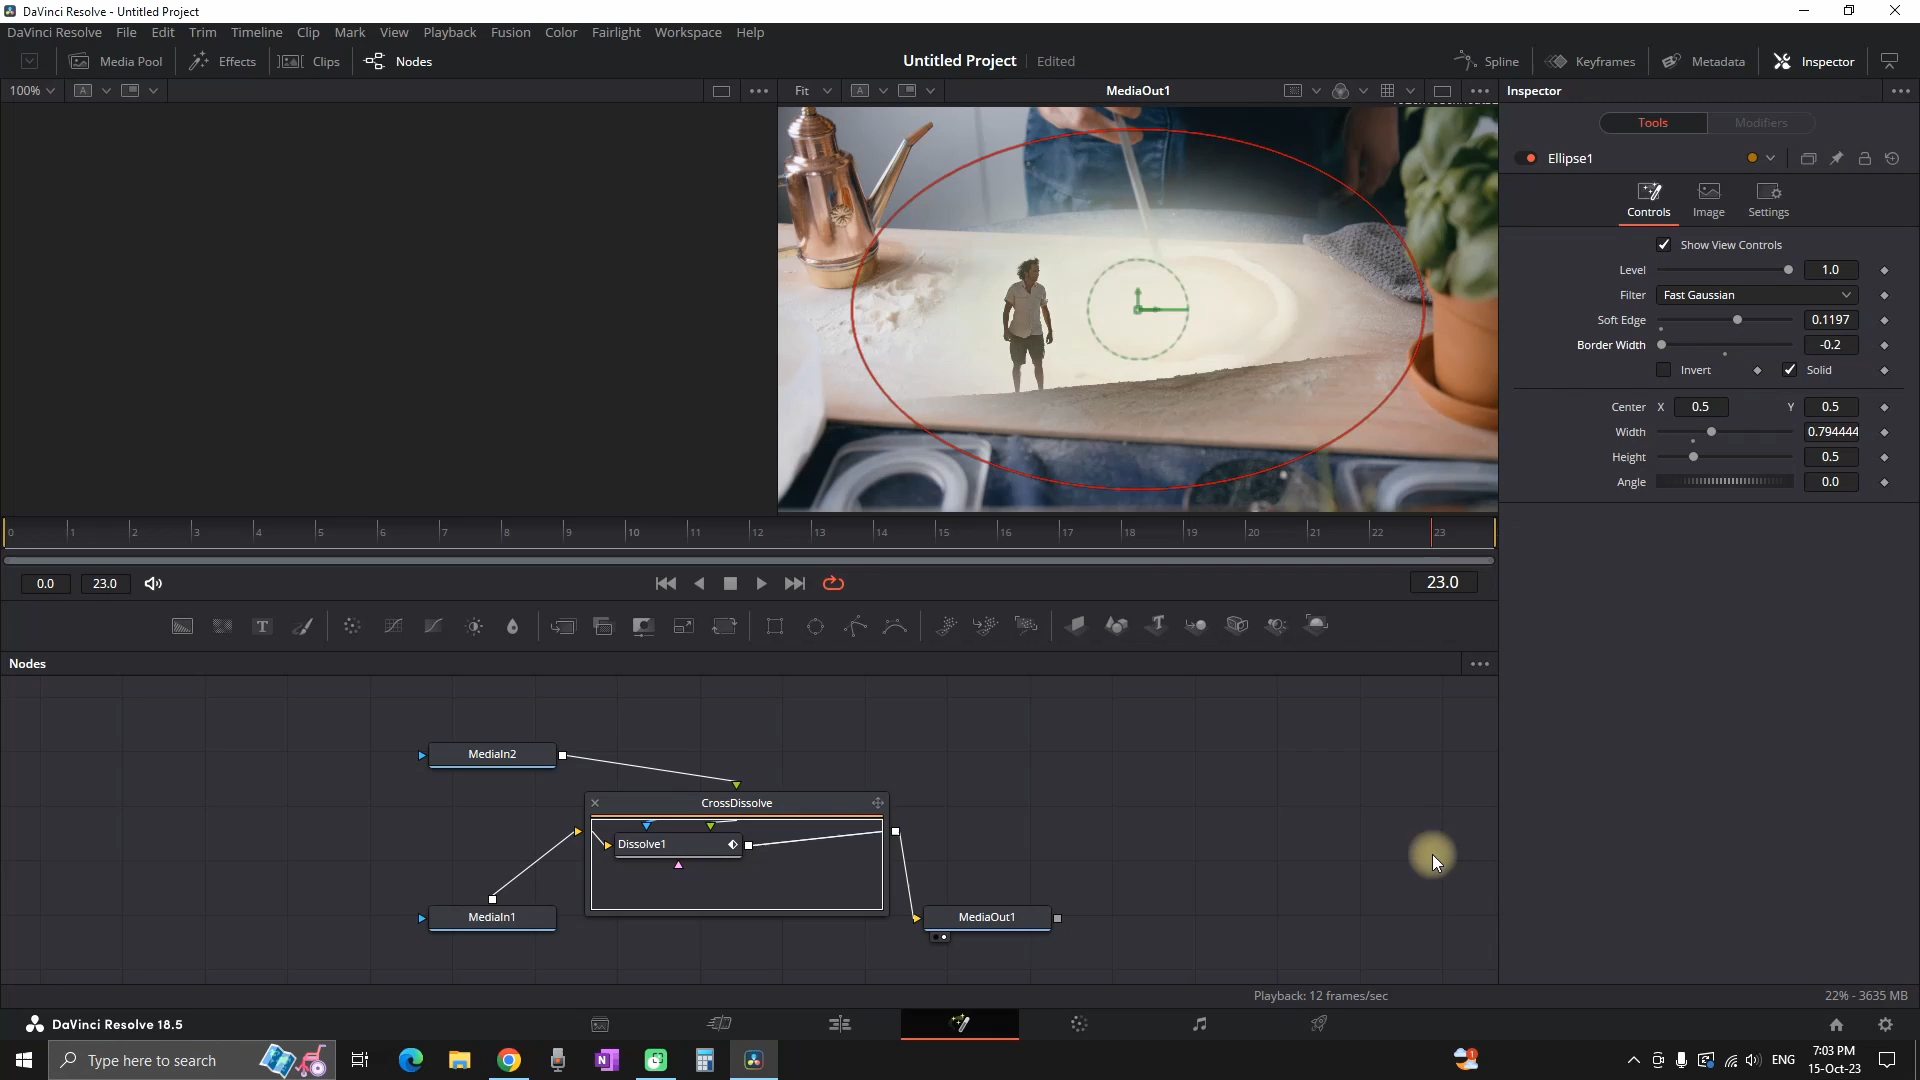 DaVinci Resolve - Untitled Project
DaVinci Resolve File Edit Trim Timeline Clip Mark View Playback Fusion Color Fairlight Workspace Help
Media Pool Effects Clips Nodes Untitled Project Edited Spline Keyframes Metadata Inspector
100% A Fit A MediaOut1 Inspector
Tools Modifiers
Ellipse1
Controls Image Settings
Show View Controls
Level 1.0
Filter Fast Gaussian
Soft Edge 0.1197
Border Width -0.2
Invert Solid
Center X 0.5 Y 0.5
Width 0.794444
Height 0.5
Angle 0.0
0 1 2 3 4 5 6 7 8 9 10 11 12 13 14 15 16 17 18 19 20 21 22 23
0.0 23.0 23.0
T T
Nodes
MediaIn2
CrossDissolve
Dissolve1
MediaIn1
MediaOut1
Playback: 12 frames/sec 22% - 3635 MB
DaVinci Resolve 18.5
Type here to search N 1 ENG
7:03 PM
15-Oct-23